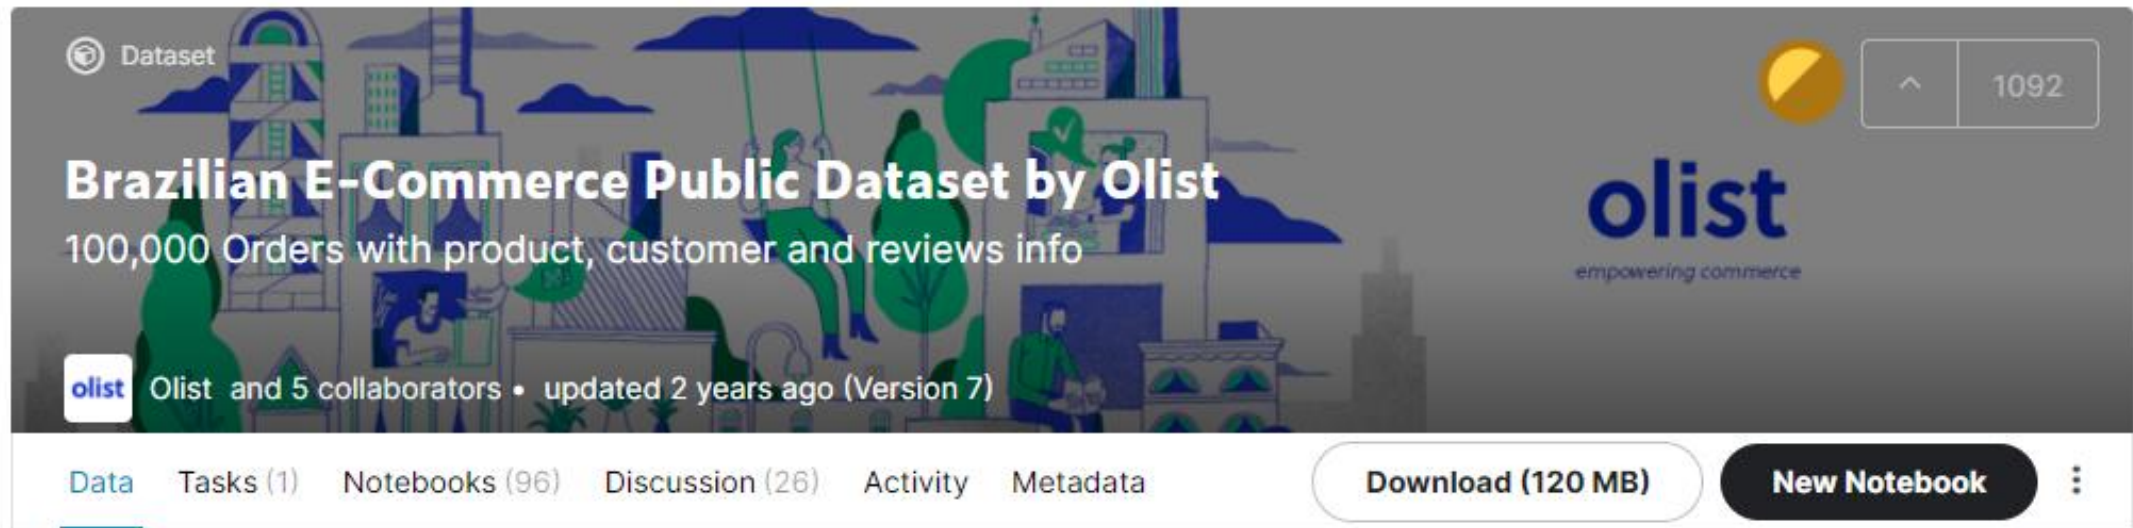 Dataset
1092
Brazilian E-Commerce Public Dataset by Olist
olist
100,000 Orders with product, customer and reviews info
empowering commerce
olist Olist and 5 collaborators • updated 2 years ago (Version 7)
Data Tasks (1) Notebooks (96) Discussion (26) Activity Metadata Download (120 MB) New Notebook